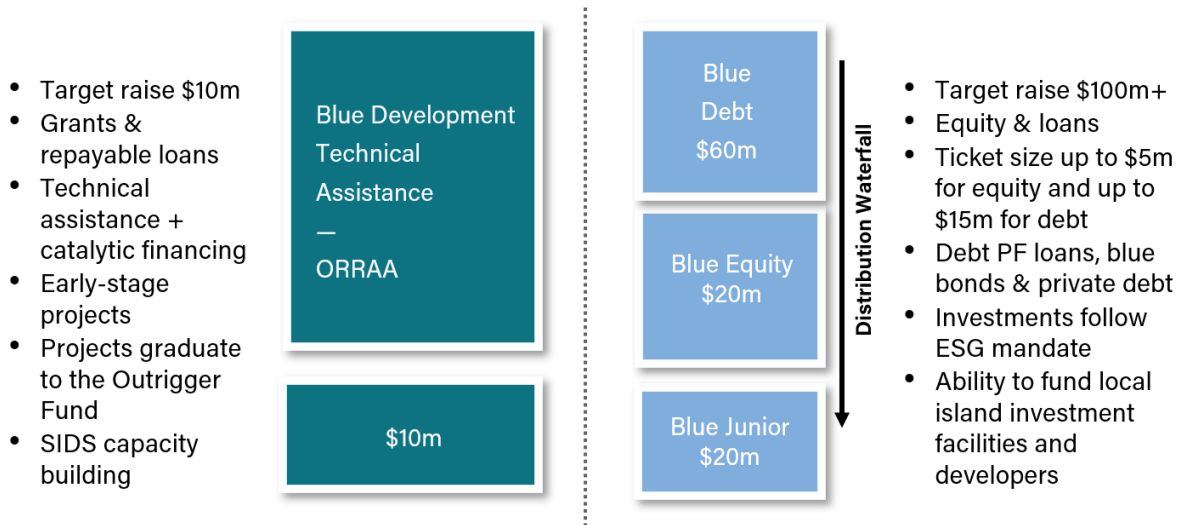 • Target raise $10m
• Grants &
repayable loans
• Technical
assistance +
catalytic financing
• Early-stage
projects
• Projects graduate
to the Outrigger
Fund
• SIDS capacity
building
Blue Development
Technical
Assistance
—
ORRAA
$10m
Blue
Debt
$60m
Blue Equity
$20m
Blue Junior
$20m
Distribution Waterfall
• Target raise $100m+
• Equity & loans
• Ticket size up to $5m
for equity and up to
$15m for debt
• Debt PF loans, blue
bonds & private debt
• Investments follow
ESG mandate
• Ability to fund local
island investment
facilities and
developers